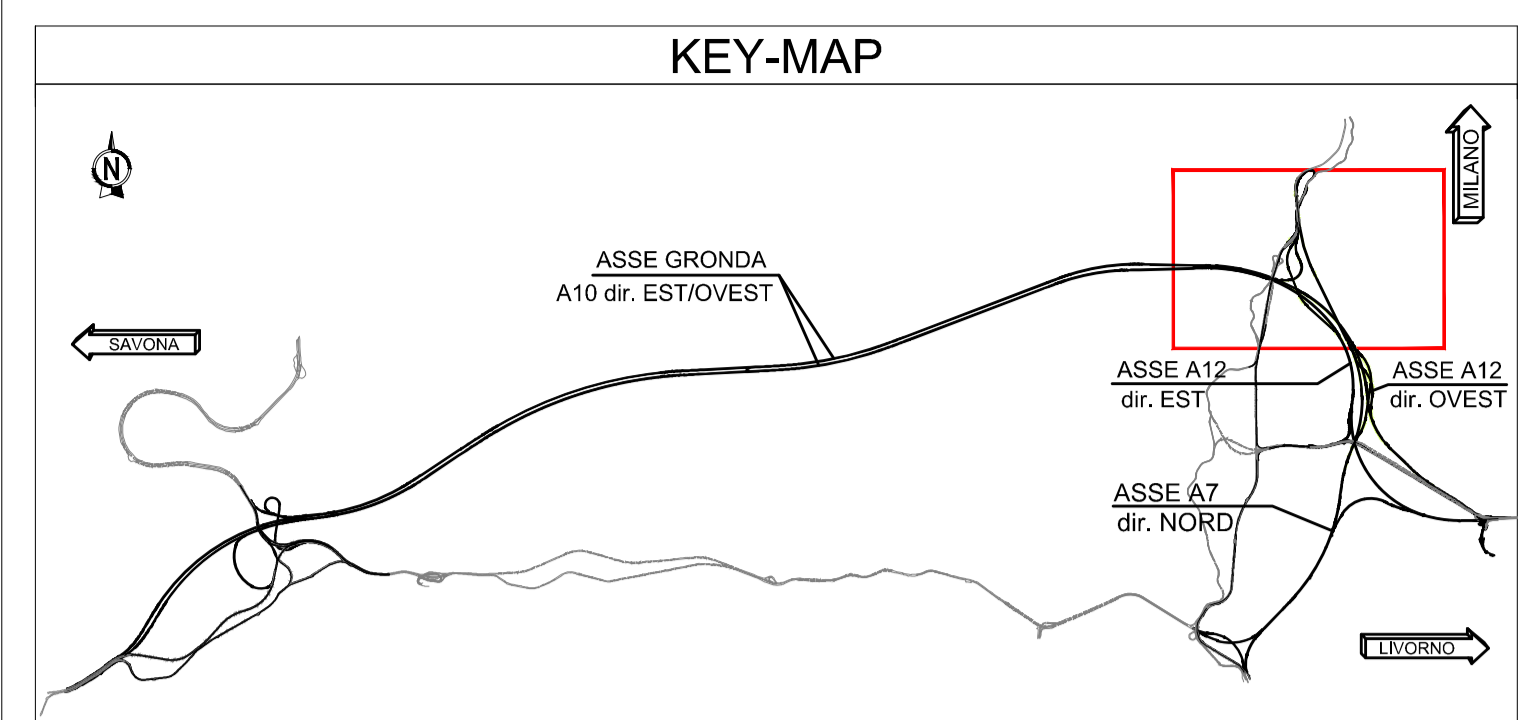 KEY-MAP
N
MILANO
ASSE GRONDA
A10 dir. EST/OVEST
SAVONA
ASSE A12
dir. EST
ASSE A12
dir. OVEST
ASSE A7
dir. NORD
LIVORNO